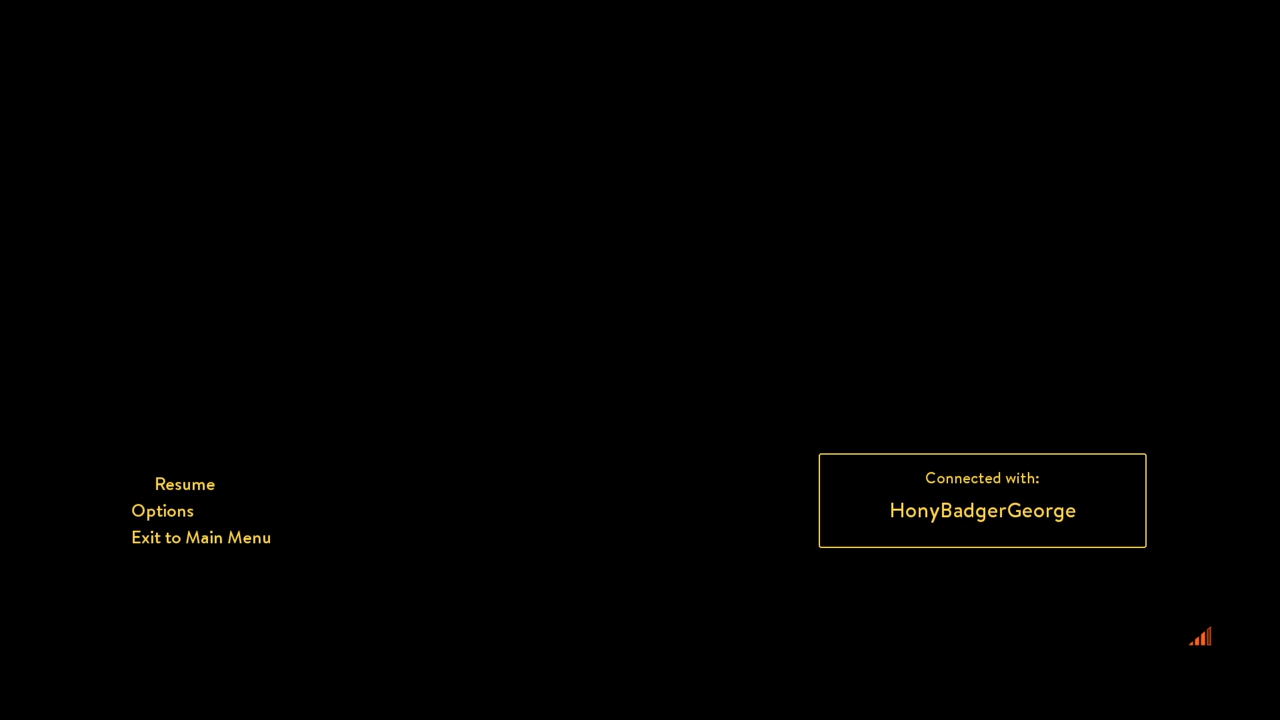 Resume
Options
Exit to Main Menu
Connected with:
HonyBadgerGeorge